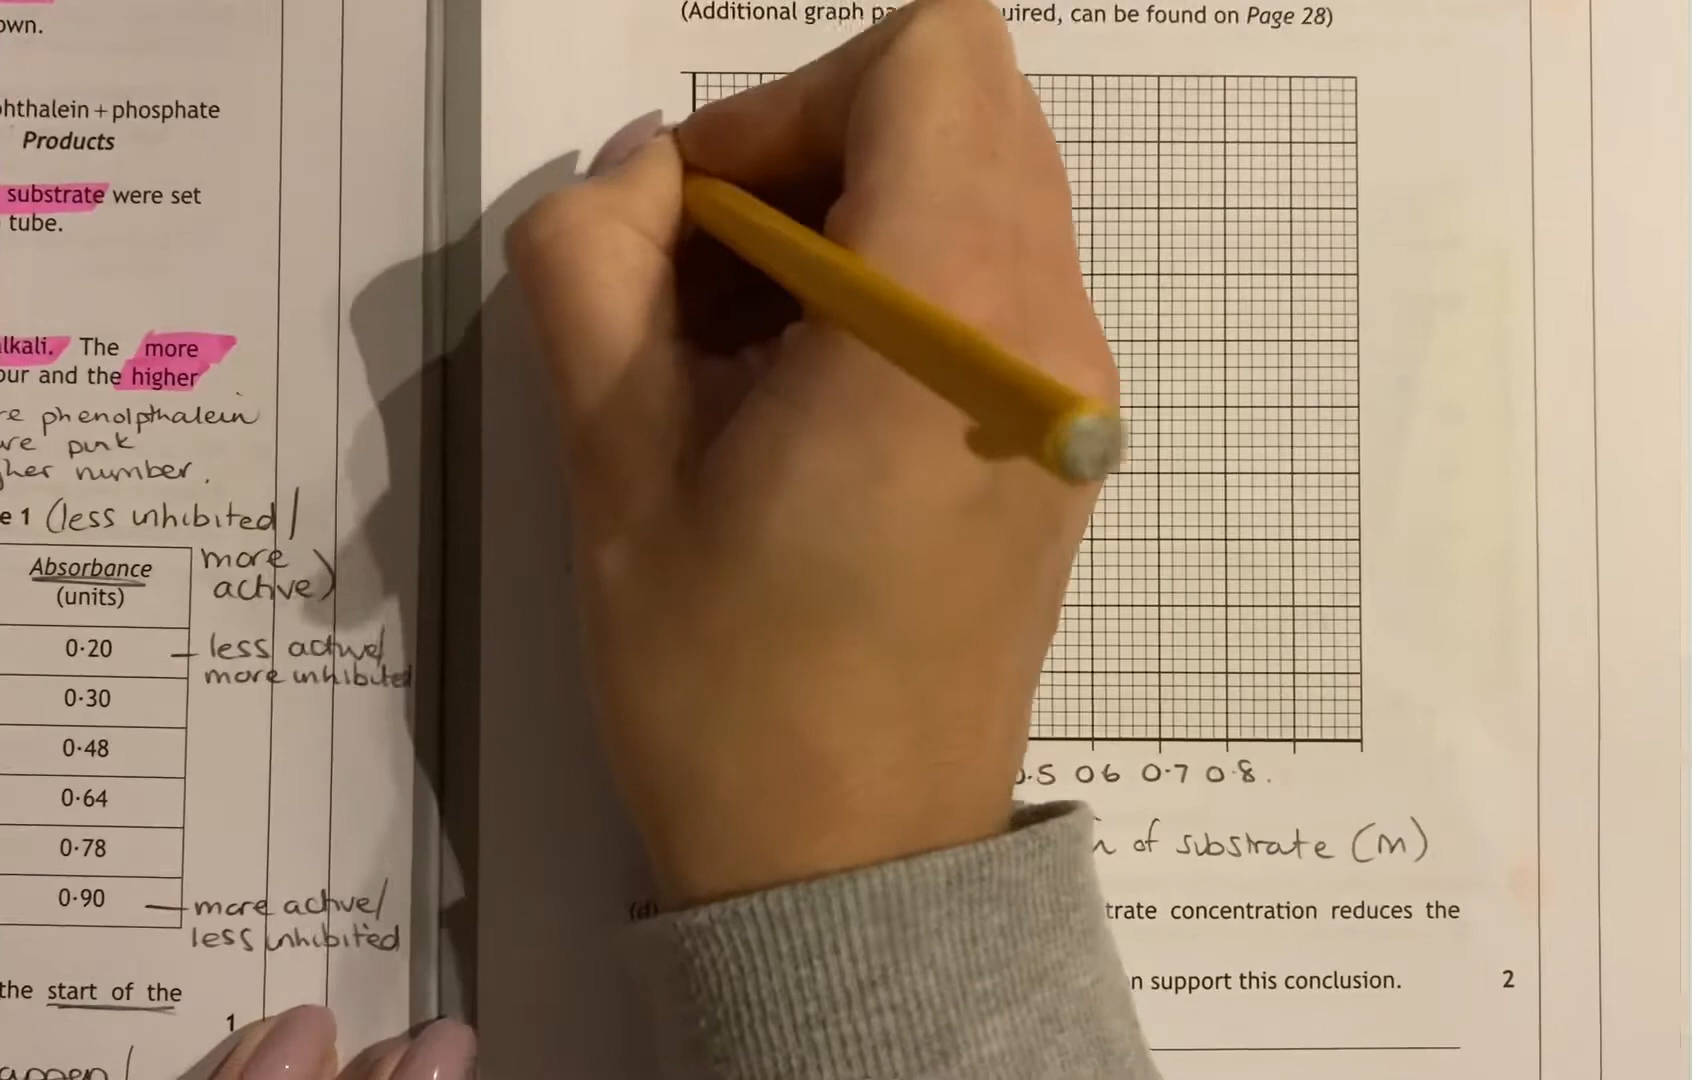 own.
hthalein + phosphate
Products
substrate were set
tube.
lkali. The more
our and the higher
re phenolpthalein
are pink
gher number.
e 1 (less inhibited/
more
active)
Absorbance
(units)
0·20
less active/
more inhibited
0·30
0·48
0·64
0·78
0·90
more active/
less inhibited
the start of the
1
(Additional graph pa uired, can be found on Page 28)
0.5 0.6 0.7 0.8.
n of substrate (M)
(d) trate concentration reduces the
n support this conclusion. 2